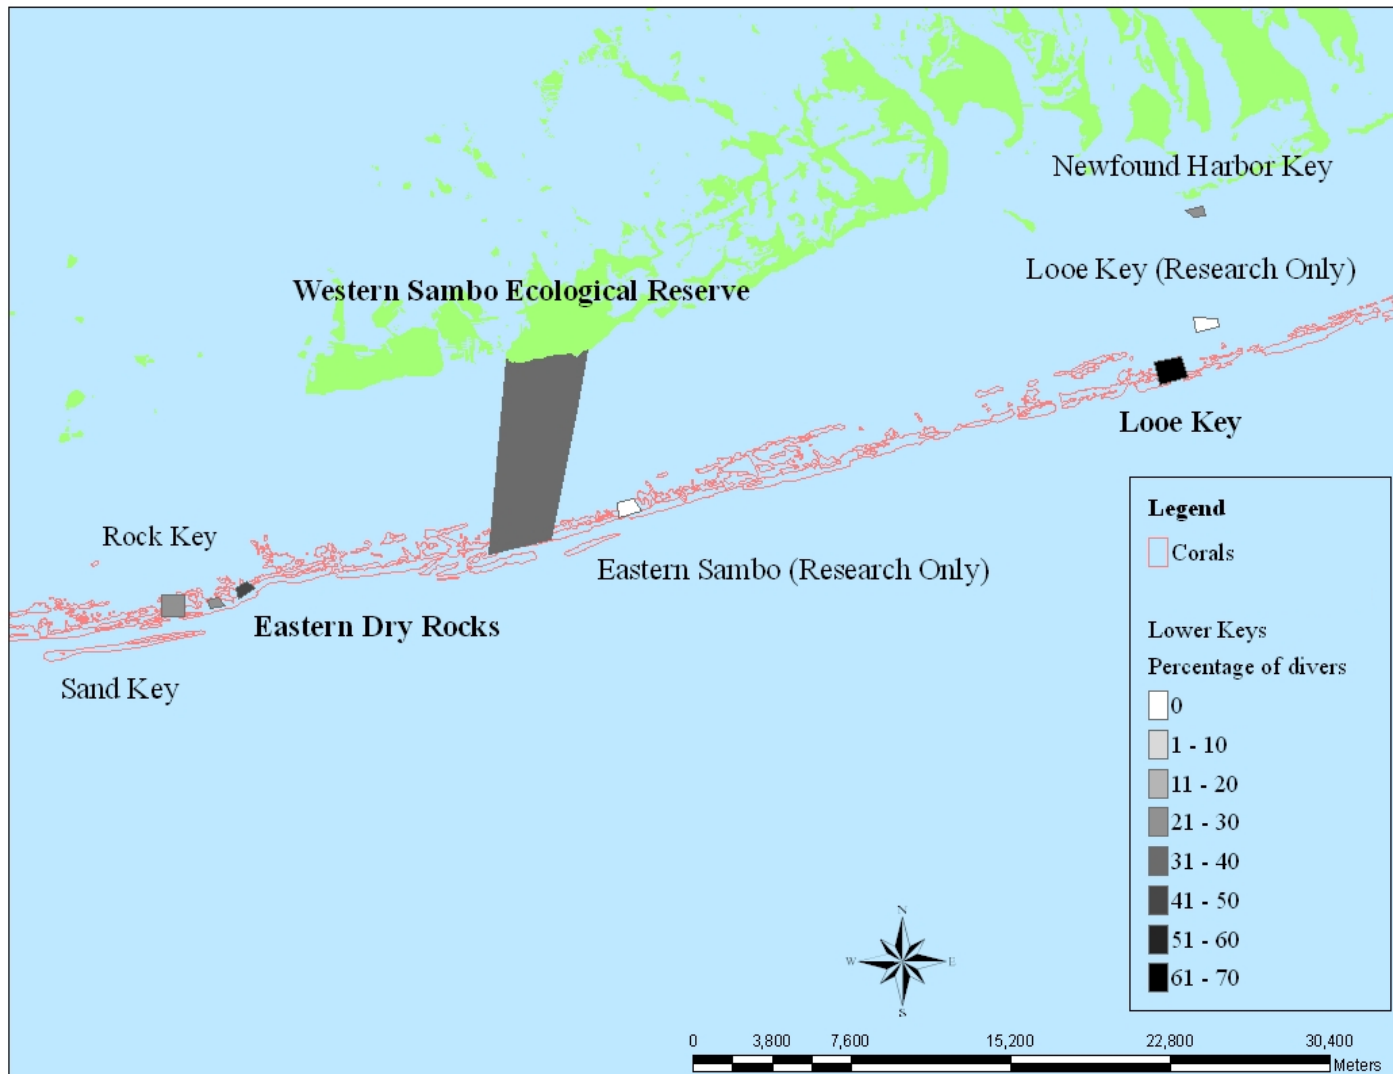 Newfound Harbor Key
Looe Key (Research Only)
Western Sambo Ecological Reserve
Looe Key
Rock Key
Eastern Sambo (Research Only)
Eastern Dry Rocks
Sand Key
Legend
Corals
Lower Keys
Percentage of divers
0
1 - 10
11 - 20
21 - 30
31 - 40
41 - 50
51 - 60
61 - 70
N
W E
S
0 3,800 7,600 15,200 22,800 30,400
Meters